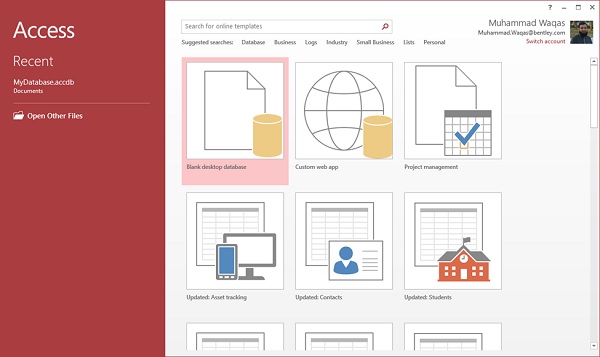 Access
Recent
MyDatabase.accdb
Documents
Open Other Files
?
Search for online templates
Suggested searches: Database Business Logs Industry Small Business Lists Personal
Muhammad Waqas
Muhammad.Waqas@bentley.com
Switch account
Blank desktop database
Custom web app
Project management
Updated: Asset tracking
Updated: Contacts
Updated: Students